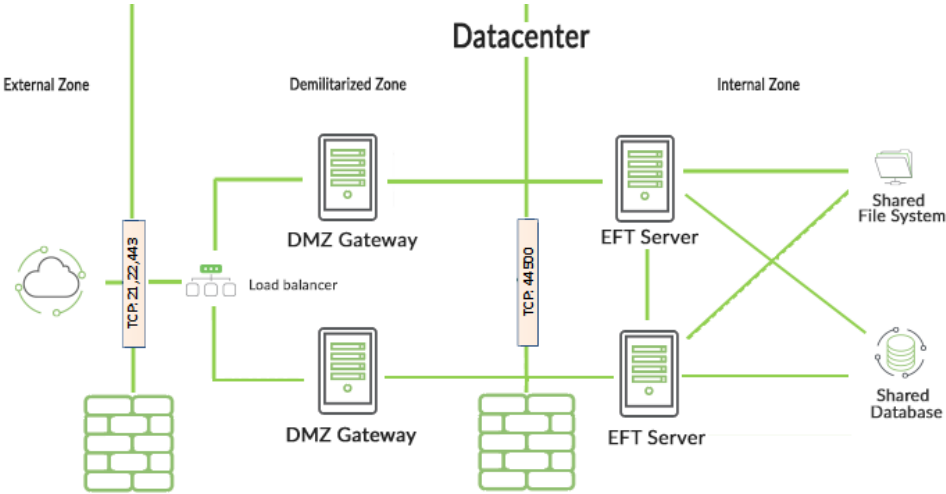 Datacenter
External Zone
Demilitarized Zone
Internal Zone
DMZ Gateway
EFT Server
Shared
File System
TCP: 21,22,443
Load balancer
TCP: 44500
DMZ Gateway
EFT Server
Shared
Database